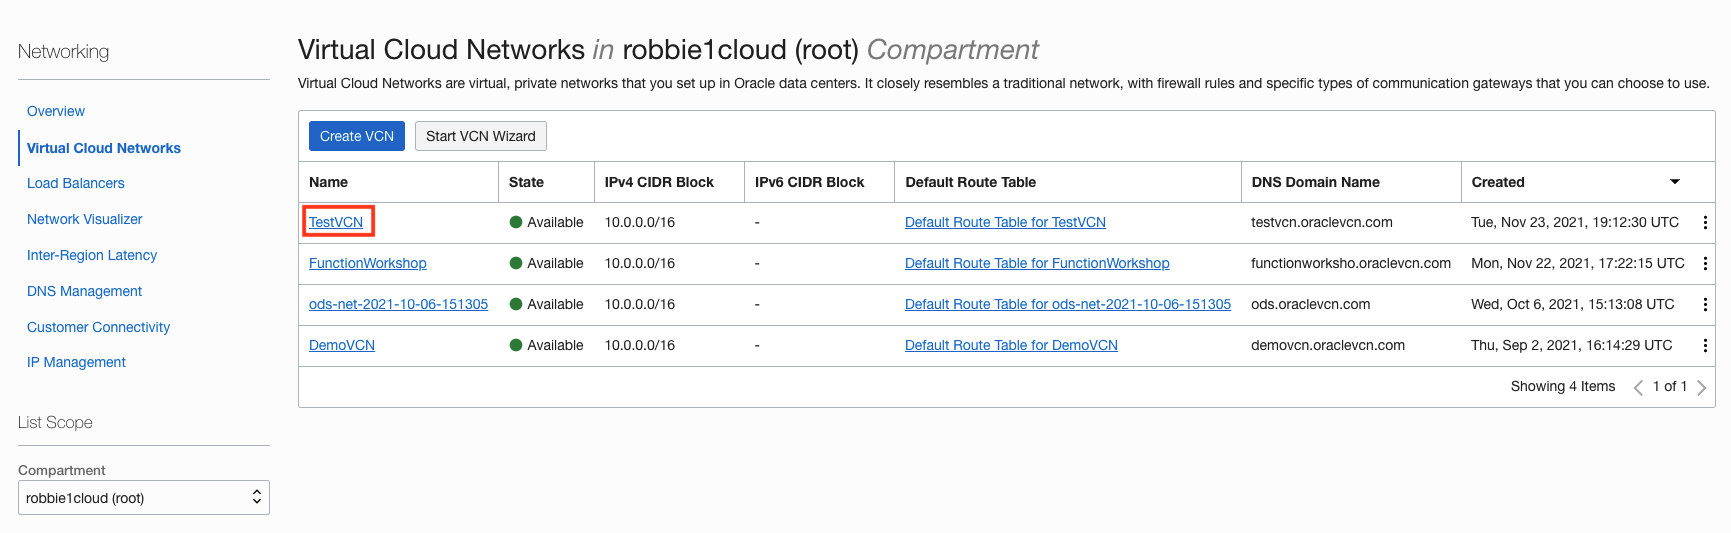 Networking
Overview
Virtual Cloud Networks
Load Balancers
Network Visualizer
Inter-Region Latency
DNS Management
Customer Connectivity
IP Management
List Scope
Compartment
robbie1cloud (root)
Virtual Cloud Networks in robbie1cloud (root) Compartment
Virtual Cloud Networks are virtual, private networks that you set up in Oracle data centers. It closely resembles a traditional network, with firewall rules and specific types of communication gateways that you can choose to use.
Create VCN Start VCN Wizard
Name State IPv4 CIDR Block IPv6 CIDR Block Default Route Table DNS Domain Name Created
TestVCN Available 10.0.0.0/16 - Default Route Table for TestVCN testvcn.oraclevcn.com Tue, Nov 23, 2021, 19:12:30 UTC
FunctionWorkshop Available 10.0.0.0/16 - Default Route Table for FunctionWorkshop functionworksho.oraclevcn.com Mon, Nov 22, 2021, 17:22:15 UTC
ods-net-2021-10-06-151305 Available 10.0.0.0/16 - Default Route Table for ods-net-2021-10-06-151305 ods.oraclevcn.com Wed, Oct 6, 2021, 15:13:08 UTC
DemoVCN Available 10.0.0.0/16 - Default Route Table for DemoVCN demovcn.oraclevcn.com Thu, Sep 2, 2021, 16:14:29 UTC
Showing 4 Items 1 of 1